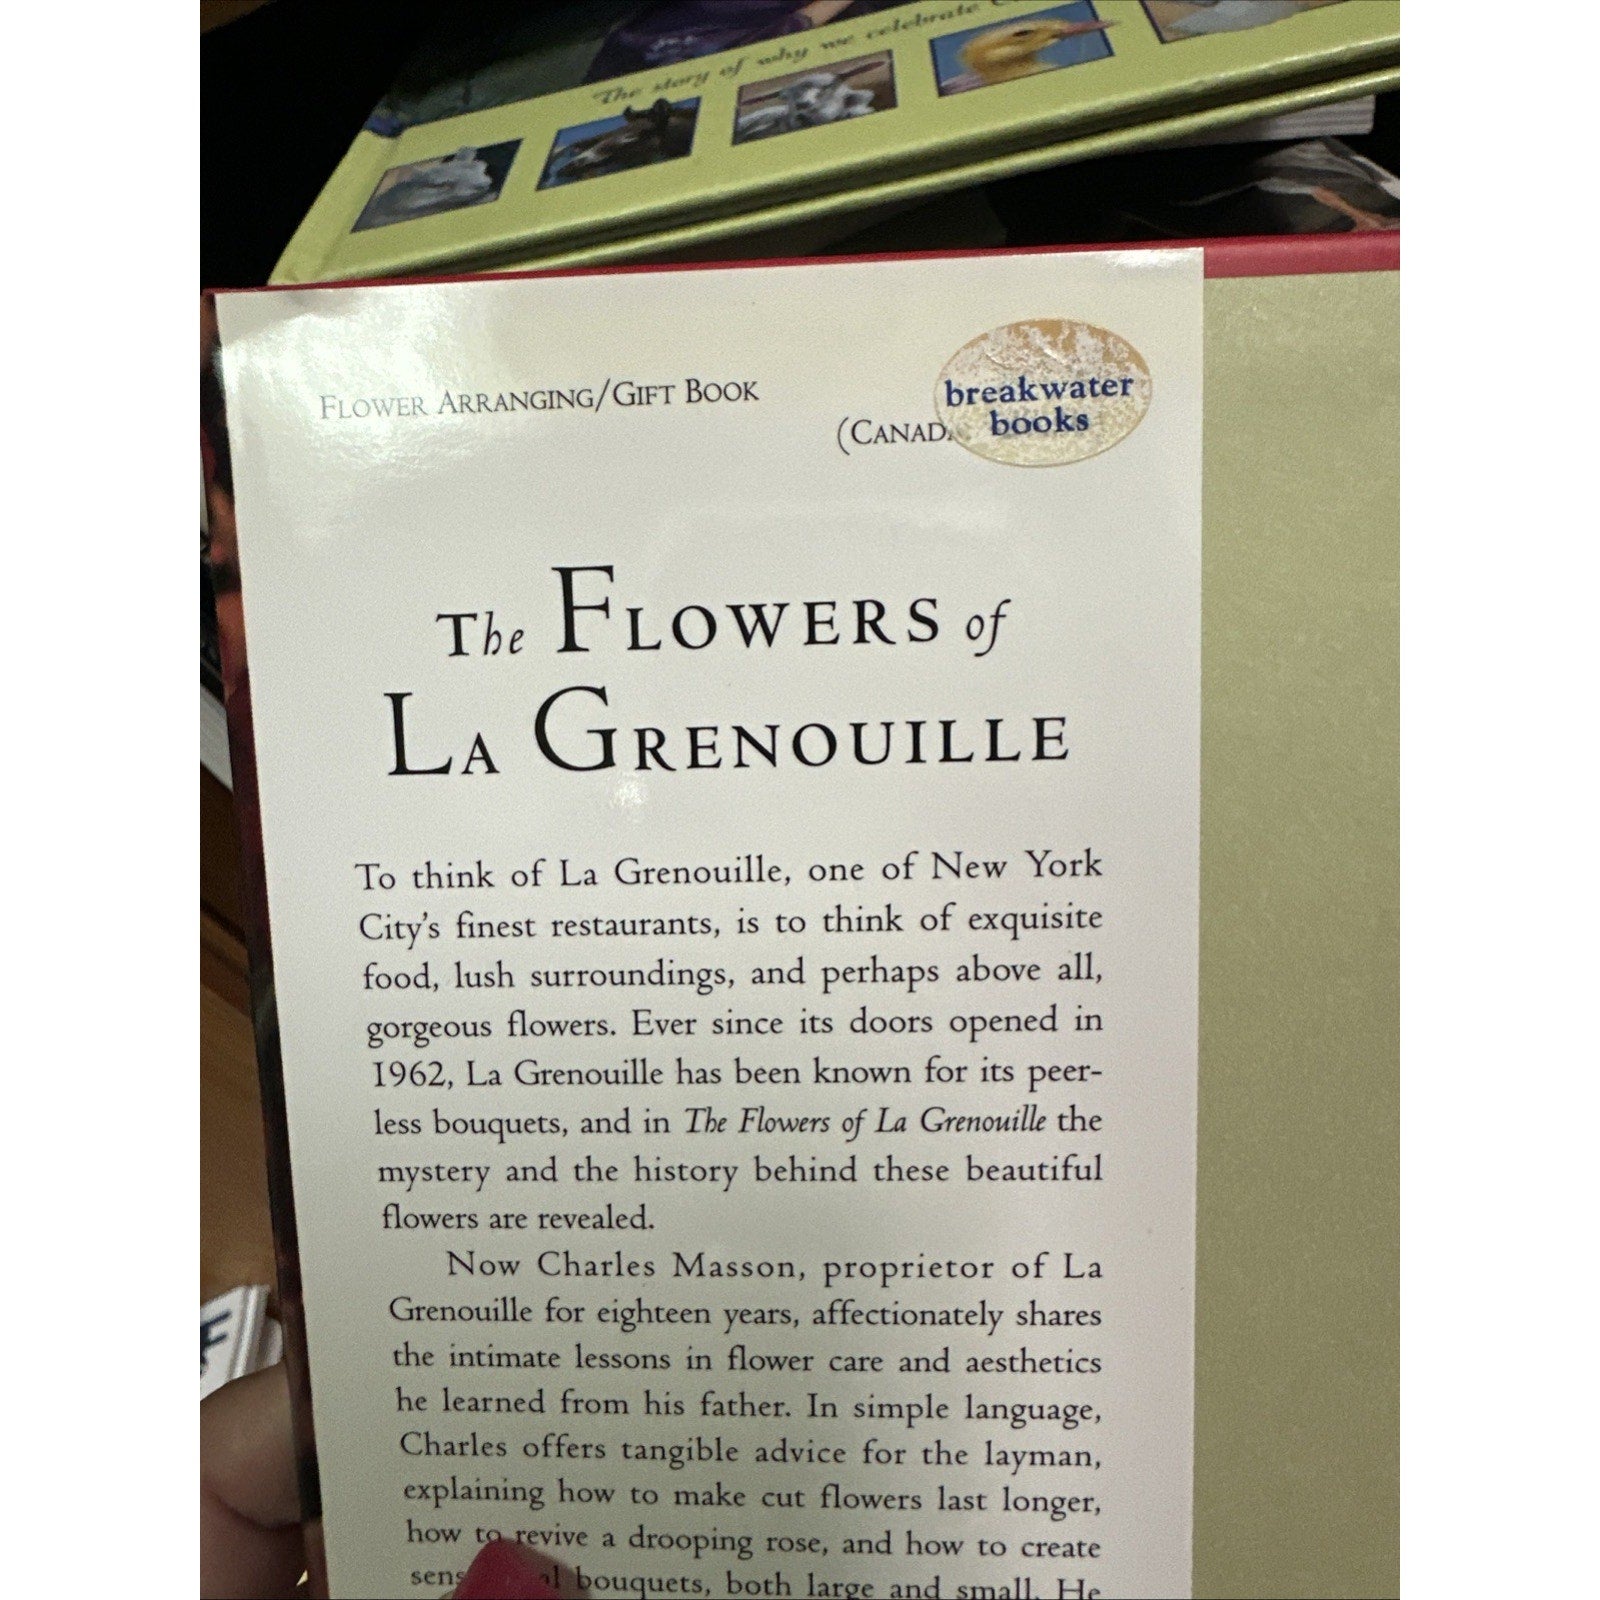 The story of why we celebrate
FLOWER ARRANGING/GIFT BOOK
breakwater
books
(CANAD
The FLOWERS of
LA GRENOUILLE
To think of La Grenouille, one of New York
City's finest restaurants, is to think of exquisite
food, lush surroundings, and perhaps above all,
gorgeous flowers. Ever since its doors opened in
1962, La Grenouille has been known for its peer-
less bouquets, and in The Flowers of La Grenouille the
mystery and the history behind these beautiful
flowers are revealed.
Now Charles Masson, proprietor of La
Grenouille for eighteen years, affectionately shares
the intimate lessons in flower care and aesthetics
he learned from his father. In simple language,
Charles offers tangible advice for the layman,
explaining how to make cut flowers last longer,
how to revive a drooping rose, and how to create
bouquets, both large and small. He